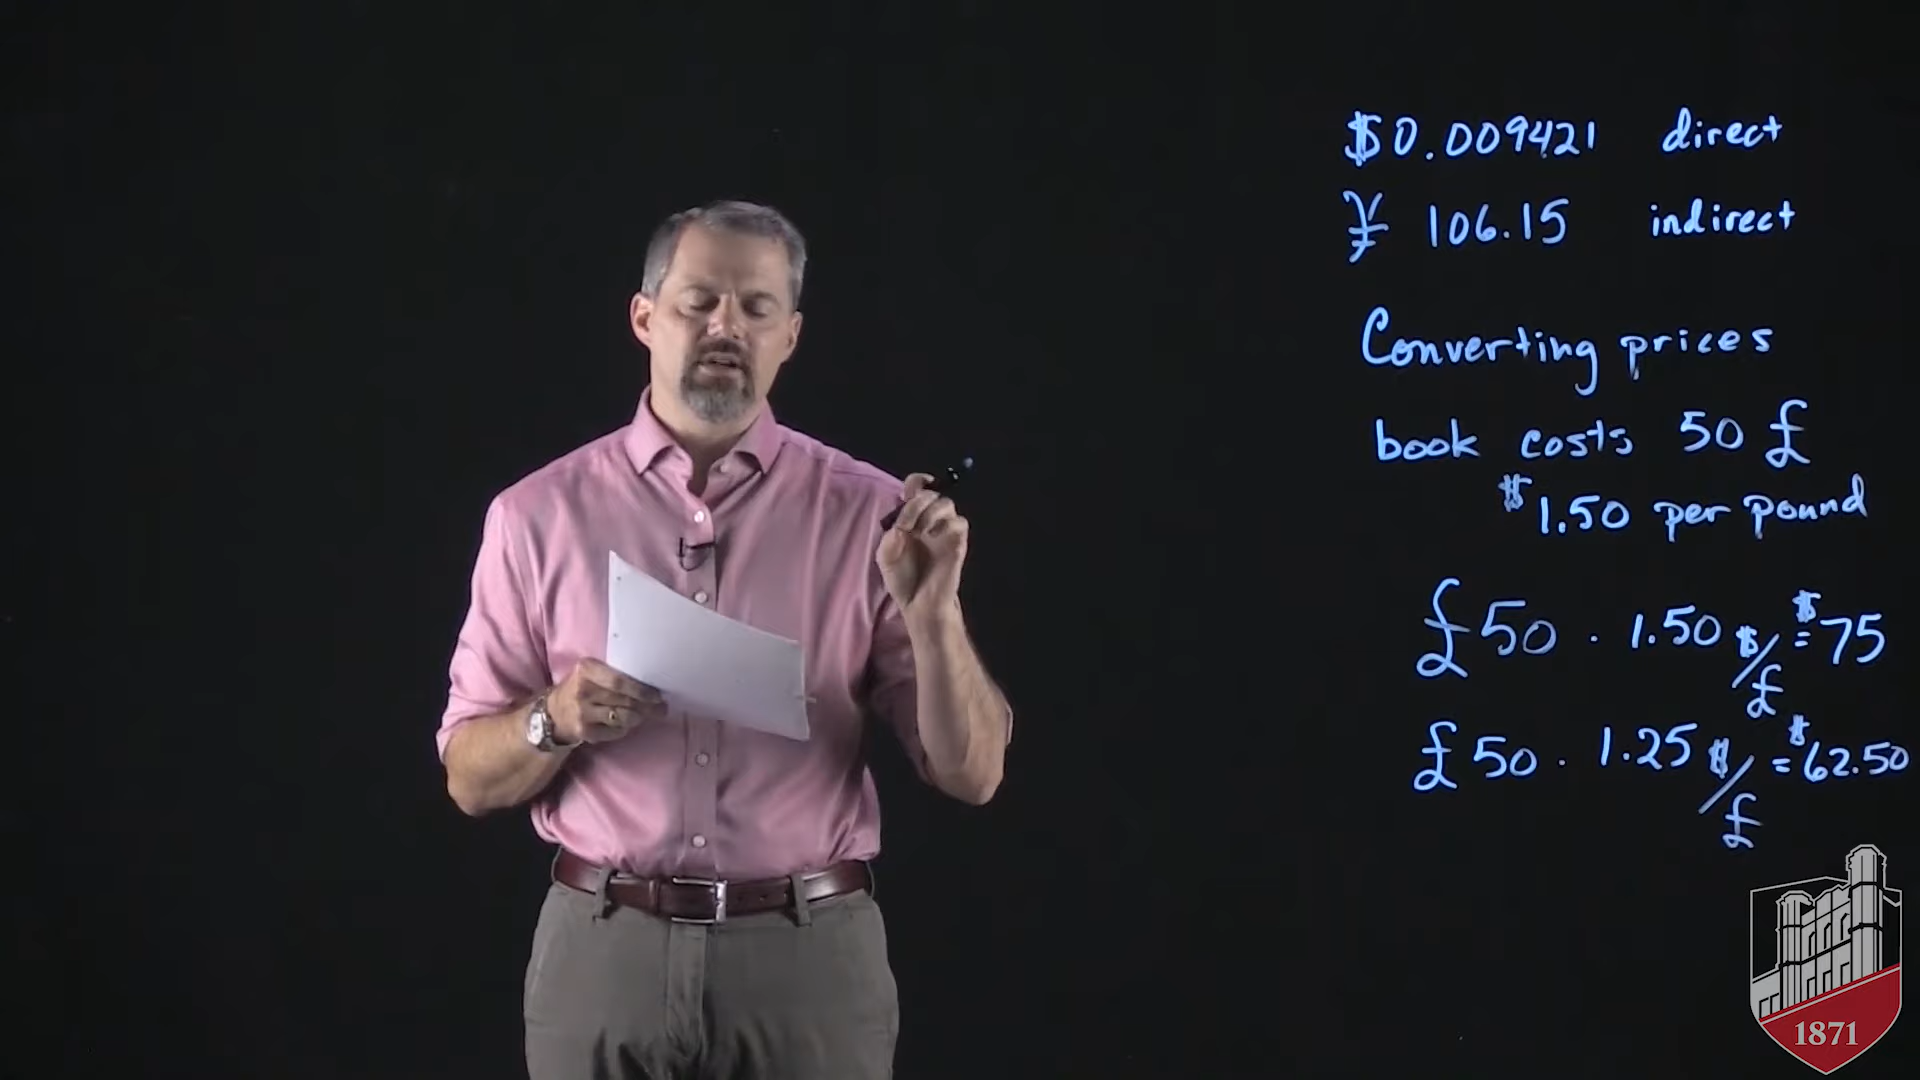 $0.009421 direct
¥ 106.15 indirect
Converting prices
book costs 50 £
$1.50 per pound
£50 · 1.50 $/£ = $75
£50 · 1.25 $/£ = $62.50
1871